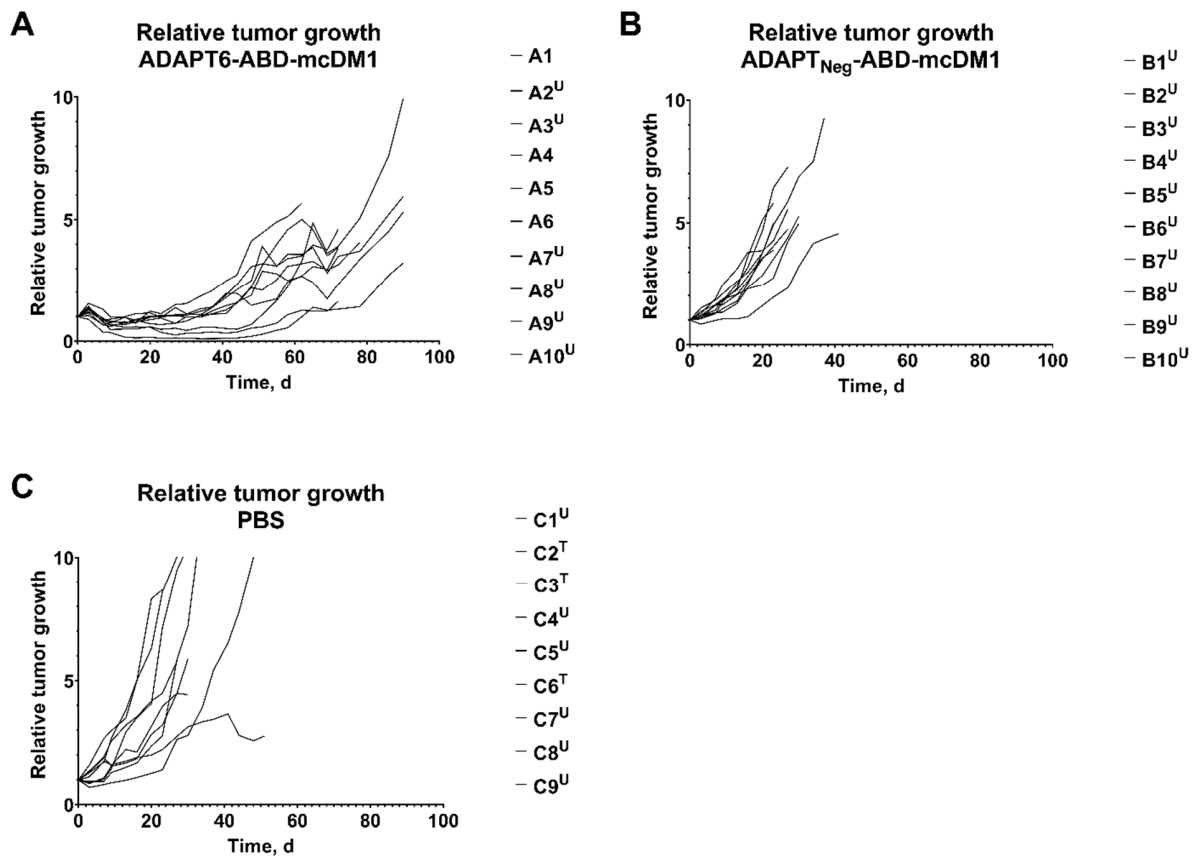 A
Relative tumor growth
ADAPT6-ABD-mcDM1
Relative tumor growth
10
5
0
0 20 40 60 80 100
Time, d
A1
A2ᵁ
A3ᵁ
A4
A5
A6
A7ᵁ
A8ᵁ
A9ᵁ
A10ᵁ
B
Relative tumor growth
ADAPTNeg-ABD-mcDM1
Relative tumor growth
10
5
0
0 20 40 60 80 100
Time, d
B1ᵁ
B2ᵁ
B3ᵁ
B4ᵁ
B5ᵁ
B6ᵁ
B7ᵁ
B8ᵁ
B9ᵁ
B10ᵁ
C
Relative tumor growth
PBS
Relative tumor growth
10
5
0
0 20 40 60 80 100
Time, d
C1ᵁ
C2ᵀ
C3ᵀ
C4ᵁ
C5ᵁ
C6ᵀ
C7ᵁ
C8ᵁ
C9ᵁ